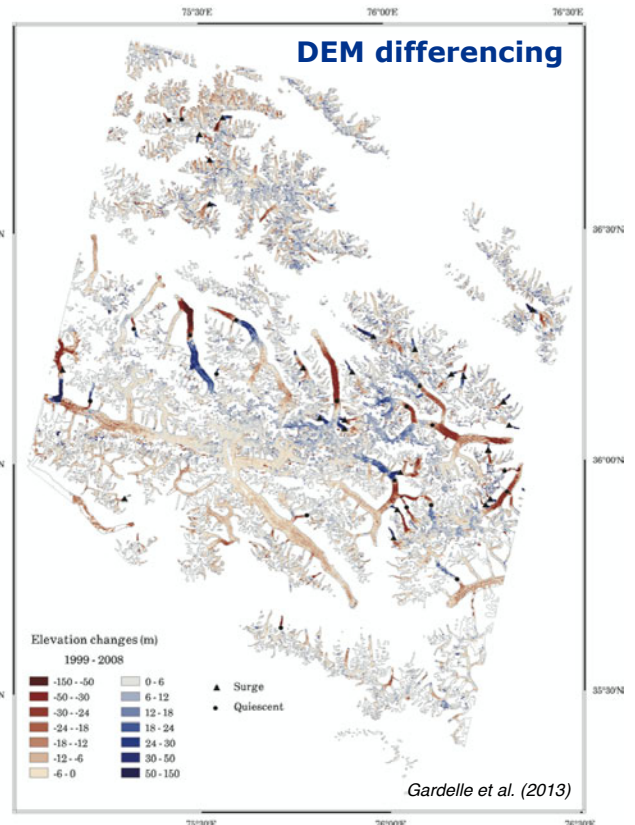 75°30'E 76°00'E 76°30'E
DEM differencing
36°30'N
36°00'N
Elevation changes (m)
1999 - 2008
-150 - -50 0 - 6
-50 - -30 6 - 12
-30 - -24 12 - 18
-24 - -18 18 - 24
-18 - -12 24 - 30
-12 - -6 30 - 50
-6 - 0 50 - 150
Surge
Quiescent
35°30'N
Gardelle et al. (2013)